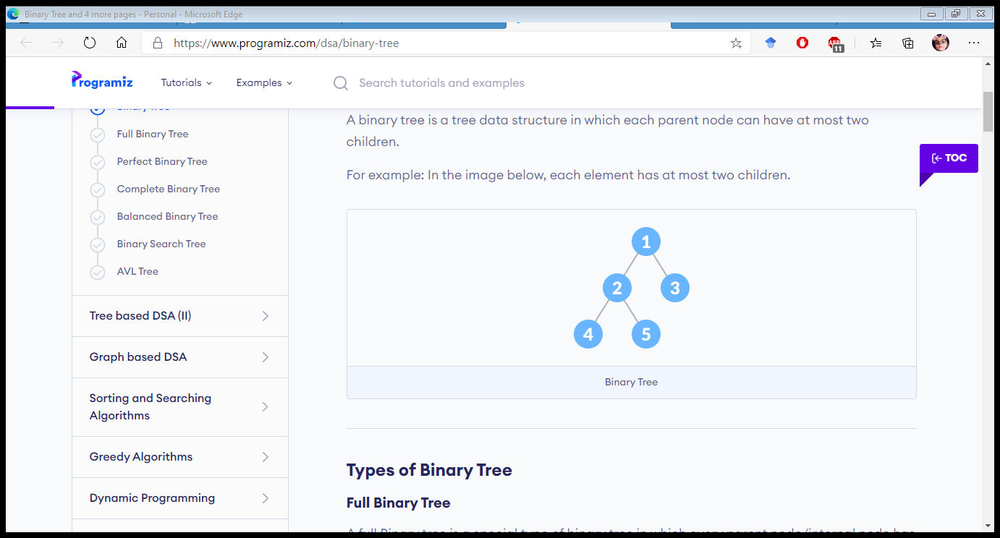 Binary Tree and 4 more pages - Personal - Microsoft Edge
https://www.programiz.com/dsa/binary-tree
ABP
11
Programiz
Tutorials
Examples
Search tutorials and examples
Binary Tree
Full Binary Tree
Perfect Binary Tree
Complete Binary Tree
Balanced Binary Tree
Binary Search Tree
AVL Tree
Tree based DSA (II)
Graph based DSA
Sorting and Searching
Algorithms
Greedy Algorithms
Dynamic Programming
A binary tree is a tree data structure in which each parent node can have at most two
children.
For example: In the image below, each element has at most two children.
1
2 3
4 5
Binary Tree
Types of Binary Tree
Full Binary Tree
A full Binary tree is a special type of binary tree in which every parent node/internal node has
TOC